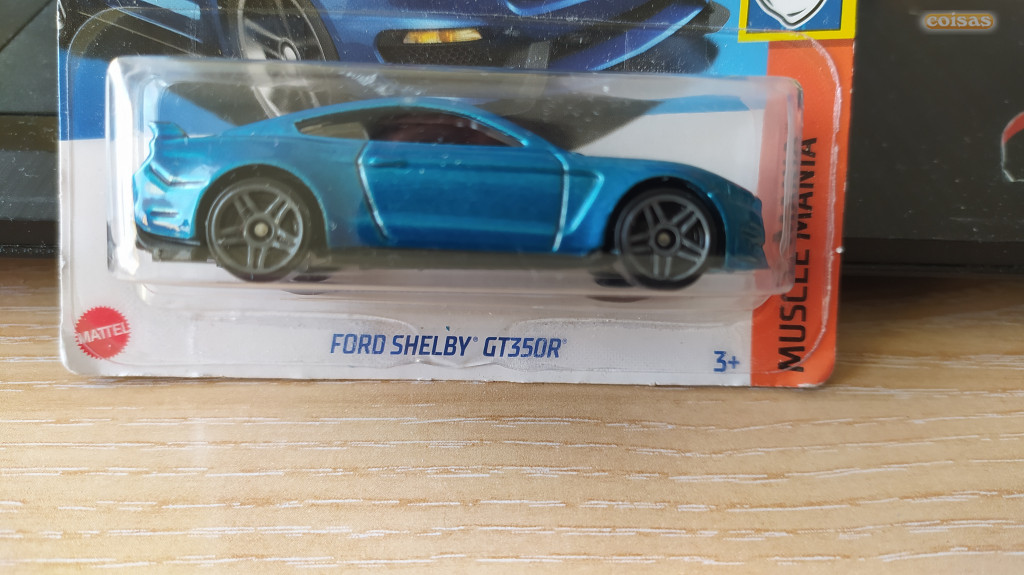 coisas
MUSCLE MANIA
MATTEL
FORD SHELBY® GT350R®
3+